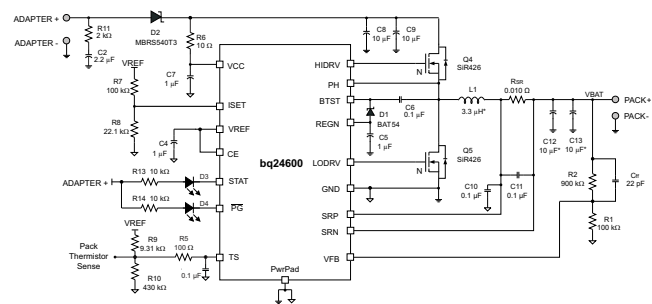 ADAPTER +
ADAPTER -
R11
2 kΩ
C2
2.2 μF
D2
MBRS540T3
R6
10 Ω
C7
1 μF
VREF
R7
100 kΩ
R8
22.1 kΩ
C4
1 μF
ADAPTER +
R13 10 kΩ
D3
R14 10 kΩ
D4
VREF
R9
9.31 kΩ
R5
100 Ω
Pack
Thermistor
Sense
R10
430 kΩ
0.1 μF
VCC
ISET
VREF
CE
STAT
PG
TS
bq24600
PwrPad
HIDRV
PH
BTST
REGN
LODRV
GND
SRP
SRN
VFB
C8
10 μF
C9
10 μF
Q4
SiR426
N
C6
0.1 μF
D1
BAT54
C5
1 μF
Q5
SiR426
N
L1
3.3 μH*
RSR
0.010 Ω
VBAT
PACK+
PACK-
C12
10 μF*
C13
10 μF*
C10
0.1 μF
C11
0.1 μF
R2
900 kΩ
Cff
22 pF
R1
100 kΩ